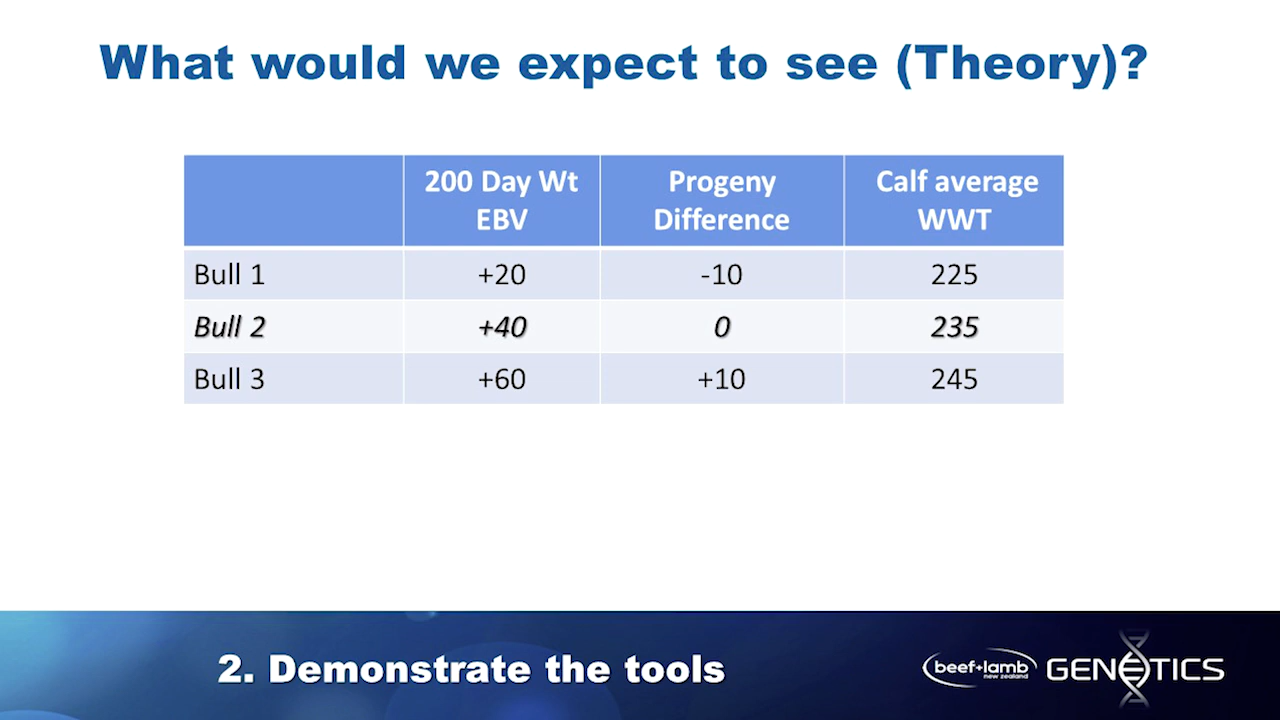 What would we expect to see (Theory)?
200 Day Wt EBV Progeny Difference Calf average WWT
Bull 1 +20 -10 225
Bull 2 +40 0 235
Bull 3 +60 +10 245
2. Demonstrate the tools
beef+lamb
new zealand
GENETICS